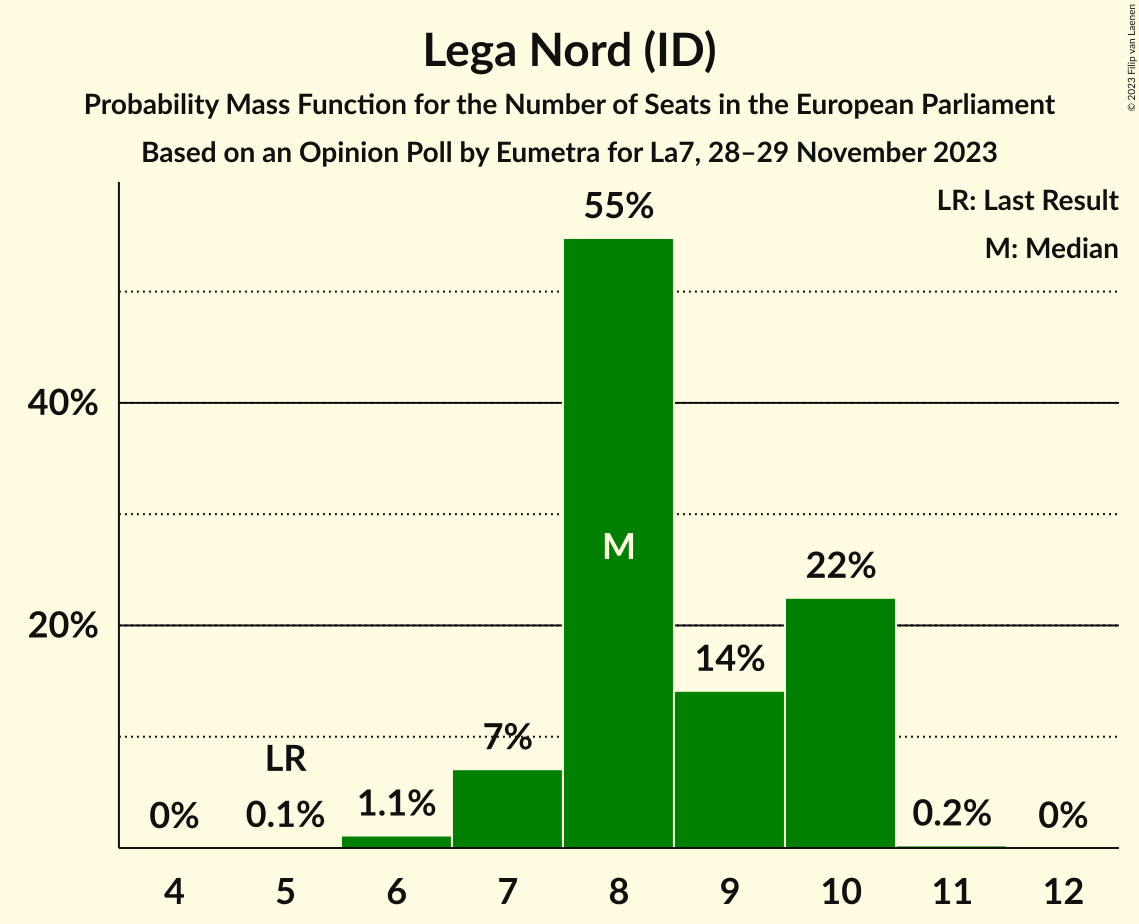 Lega Nord (ID)
Probability Mass Function for the Number of Seats in the European Parliament
Based on an Opinion Poll by Eumetra for La7, 28–29 November 2023
© 2023 Filip van Laenen
LR: Last Result
M: Median
55%
40%
M
22%
20%
14%
7%
LR
0%
0.1%
1.1%
0.2%
0%
4 5 6 7 8 9 10 11 12